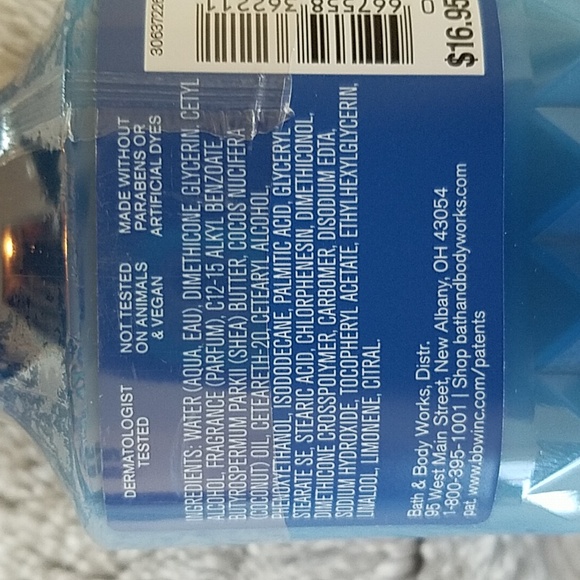 30637226
362211
667558
0
$16.95
DERMATOLOGIST
TESTED
NOT TESTED
ON ANIMALS
& VEGAN
MADE WITHOUT
PARABENS OR
ARTIFICIAL DYES
INGREDIENTS: WATER (AQUA, EAU), DIMETHICONE, GLYCERIN, CETYL
ALCOHOL, FRAGRANCE (PARFUM), C12-15 ALKYL BENZOATE,
BUTYROSPERMUM PARKII (SHEA) BUTTER, COCOS NUCIFERA
(COCONUT) OIL, CETEARETH-20, CETEARYL ALCOHOL,
PHENOXYETHANOL, ISODODECANE, PALMITIC ACID, GLYCERYL
STEARATE SE, STEARIC ACID, CHLORPHENESIN, DIMETHICONOL,
DIMETHICONE CROSSPOLYMER, CARBOMER, DISODIUM EDTA,
SODIUM HYDROXIDE, TOCOPHERYL ACETATE, ETHYLHEXYLGLYCERIN,
LINALOOL, LIMONENE, CITRAL.
Bath & Body Works, Distr.
95 West Main Street, New Albany, OH 43054
1-800-395-1001 | Shop bathandbodyworks.com
pat. www.bbwinc.com/patents